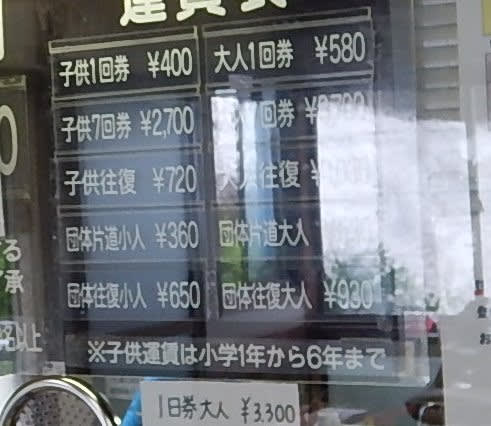 運賃表
子供1回券 ¥400 大人1回券 ¥580
子供7回券 ¥2,700 回券
子供往復 ¥720 大人往復
団体片道小人 ¥360 団体片道大人
団体往復小人 ¥650 団体往復大人 ¥930
※子供運賃は小学1年から6年まで
1日券大人 ¥3,300